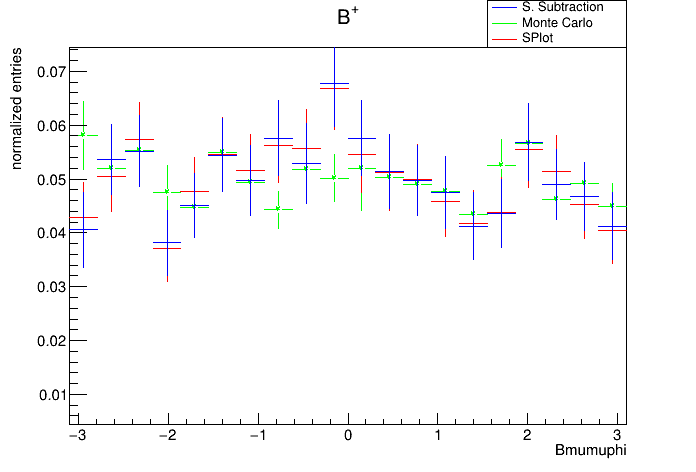 B+
S. Subtraction
Monte Carlo
SPlot
normalized entries
0.07
0.06
0.05
0.04
0.03
0.02
0.01
−3 −2 −1 0 1 2 3
Bmumuphi